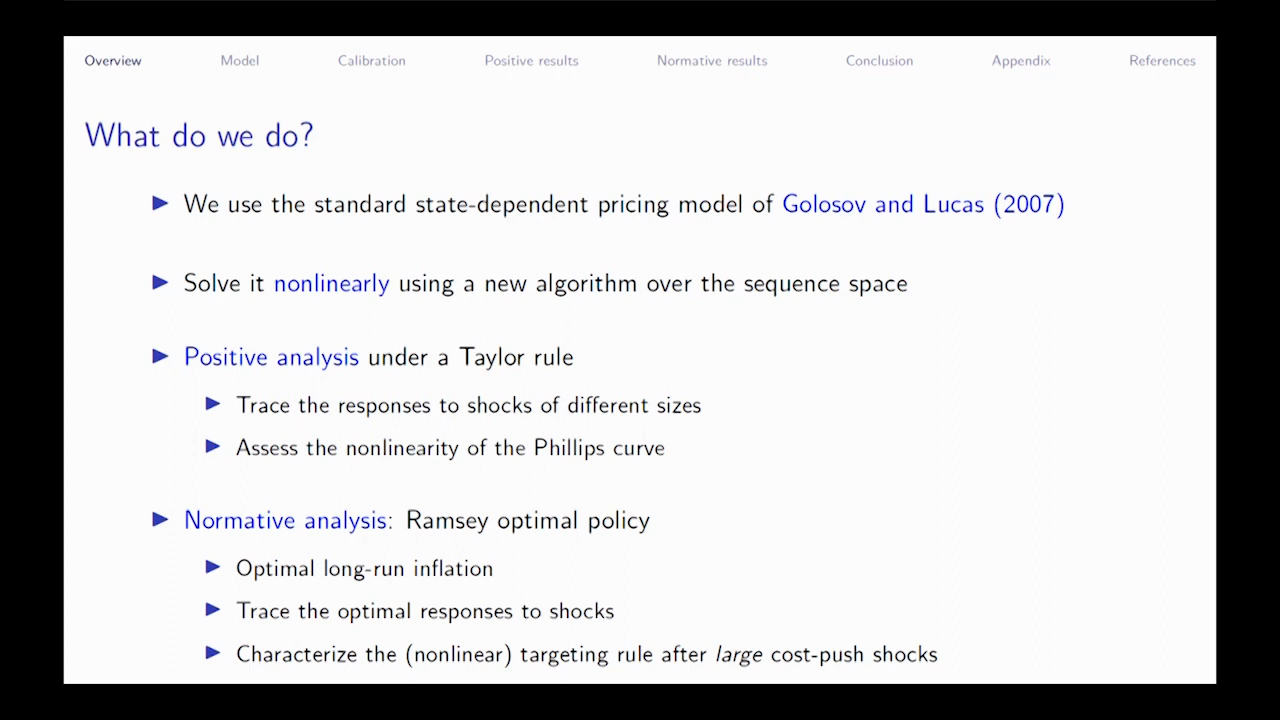 Overview Model Calibration Positive results Normative results Conclusion Appendix References
What do we do?
We use the standard state-dependent pricing model of Golosov and Lucas (2007)
Solve it nonlinearly using a new algorithm over the sequence space
Positive analysis under a Taylor rule
Trace the responses to shocks of different sizes
Assess the nonlinearity of the Phillips curve
Normative analysis: Ramsey optimal policy
Optimal long-run inflation
Trace the optimal responses to shocks
Characterize the (nonlinear) targeting rule after large cost-push shocks